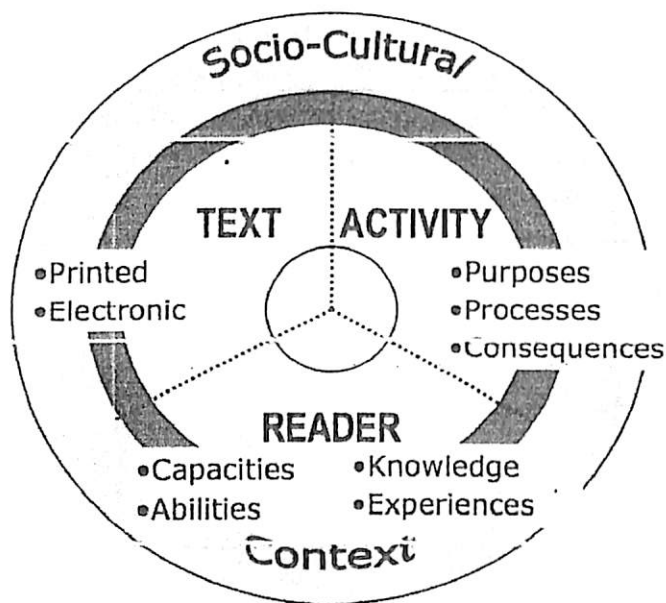 Socio-Cultural
TEXT
ACTIVITY
•Printed
•Electronic
•Purposes
•Processes
•Consequences
READER
•Capacities
•Abilities
•Knowledge
•Experiences
Context